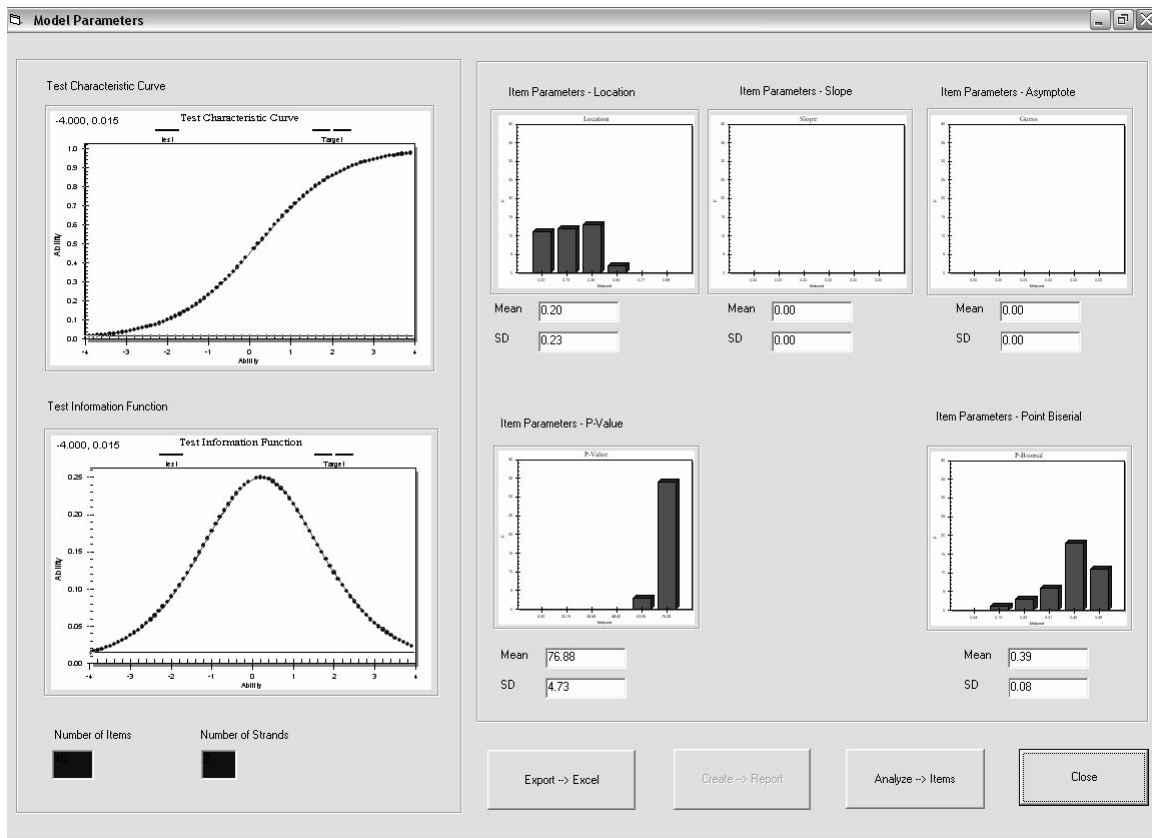 Model Parameters
Test Characteristic Curve
-4.000, 0.015
Test Characteristic Curve
Test
Target
1.0
0.9
0.8
0.7
0.6
0.5
0.4
0.3
0.2
0.1
0.0
Ability
-4 -3 -2 -1 0 1 2 3 4
Ability
Test Information Function
-4.000, 0.015
Test Information Function
Test
Target
0.25
0.20
0.15
0.10
0.05
0.00
Ability
-4 -3 -2 -1 0 1 2 3 4
Ability
Number of Items
40
Number of Strands
Item Parameters - Location
Location
Mean 0.20
SD 0.23
Item Parameters - Slope
Slope
Mean 0.00
SD 0.00
Item Parameters - Asymptote
Guess
Mean 0.00
SD 0.00
Item Parameters - P-Value
P-Value
Mean 76.88
SD 4.73
Item Parameters - Point Biserial
P-Biserial
Mean 0.39
SD 0.08
Export --> Excel
Create --> Report
Analyze --> Items
Close